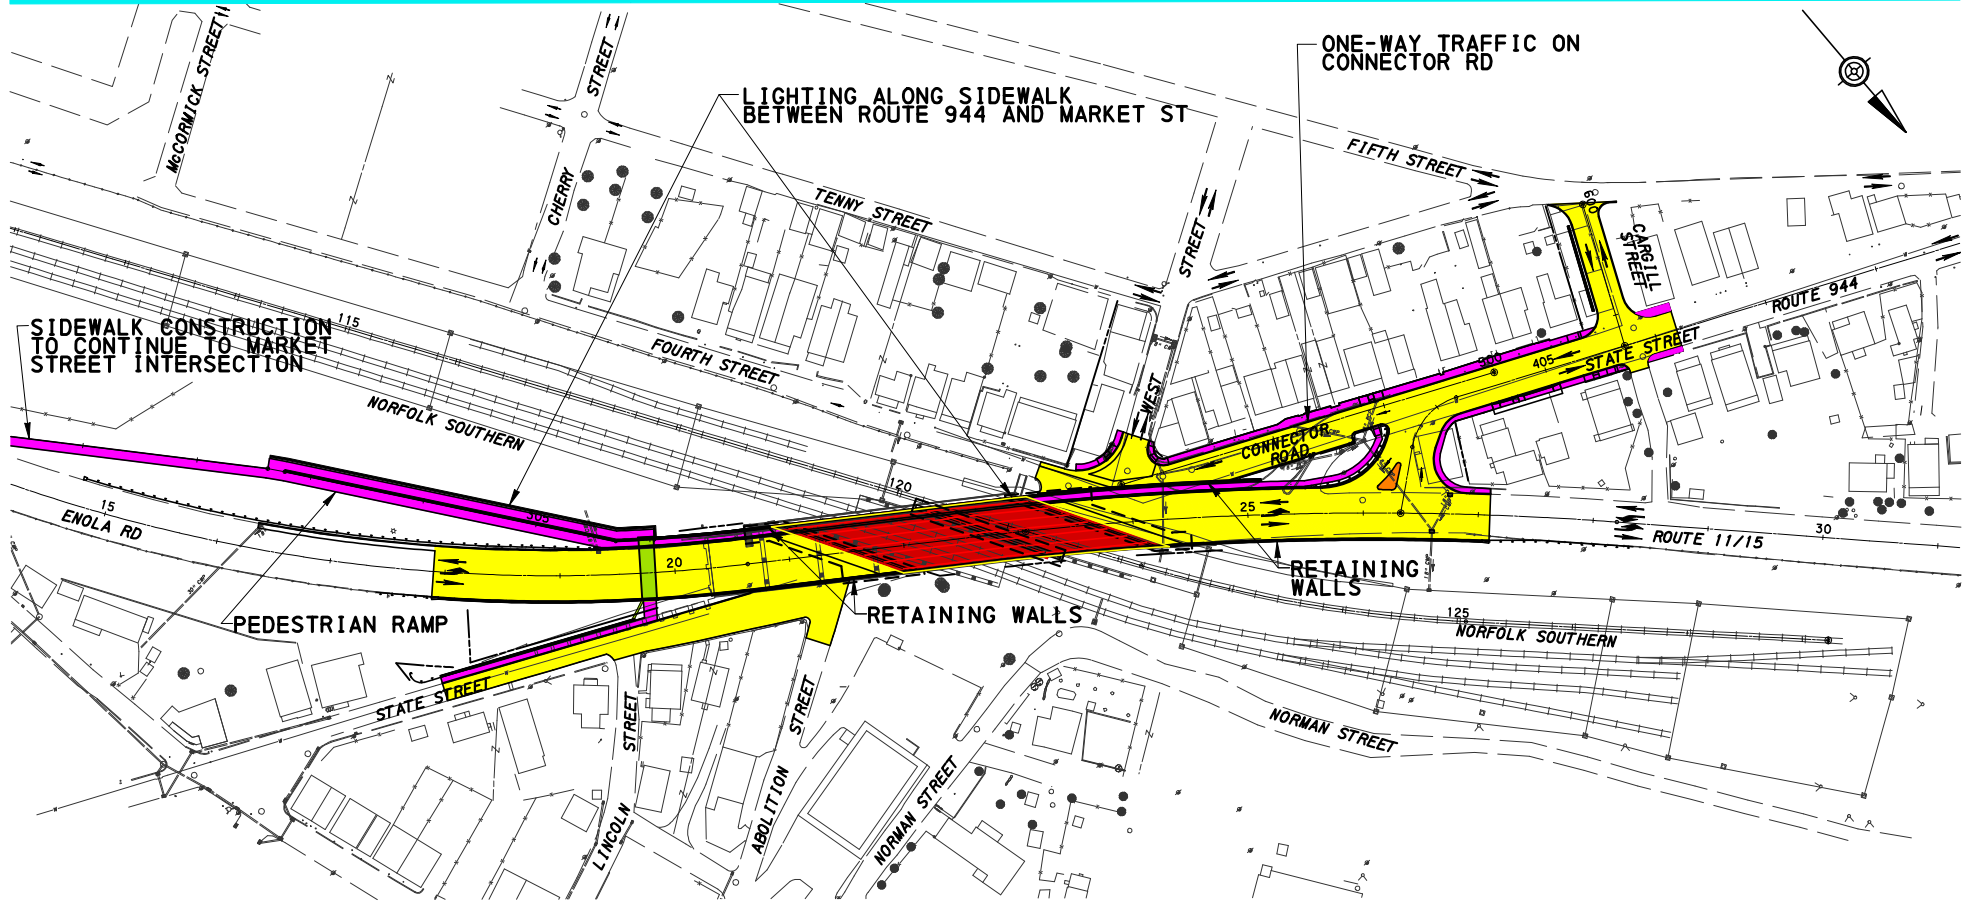 ONE-WAY TRAFFIC ON
CONNECTOR RD
LIGHTING ALONG SIDEWALK
BETWEEN ROUTE 944 AND MARKET ST
McCORMICK STREET
CHERRY
STREET
TENNY STREET
FIFTH STREET
WEST
STREET
600
CARGILL
STREET
ROUTE 944
SIDEWALK CONSTRUCTION
TO CONTINUE TO MARKET
STREET INTERSECTION
115
FOURTH STREET
NORFOLK SOUTHERN
405
STATE STREET
CONNECTOR
ROAD
120
15
ENOLA RD
20
25
ROUTE 11/15
30
RETAINING
WALLS
RETAINING WALLS
PEDESTRIAN RAMP
125
NORFOLK SOUTHERN
STATE STREET
LINCOLN
STREET
ABOLITION
STREET
NORMAN STREET
NORMAN STREET